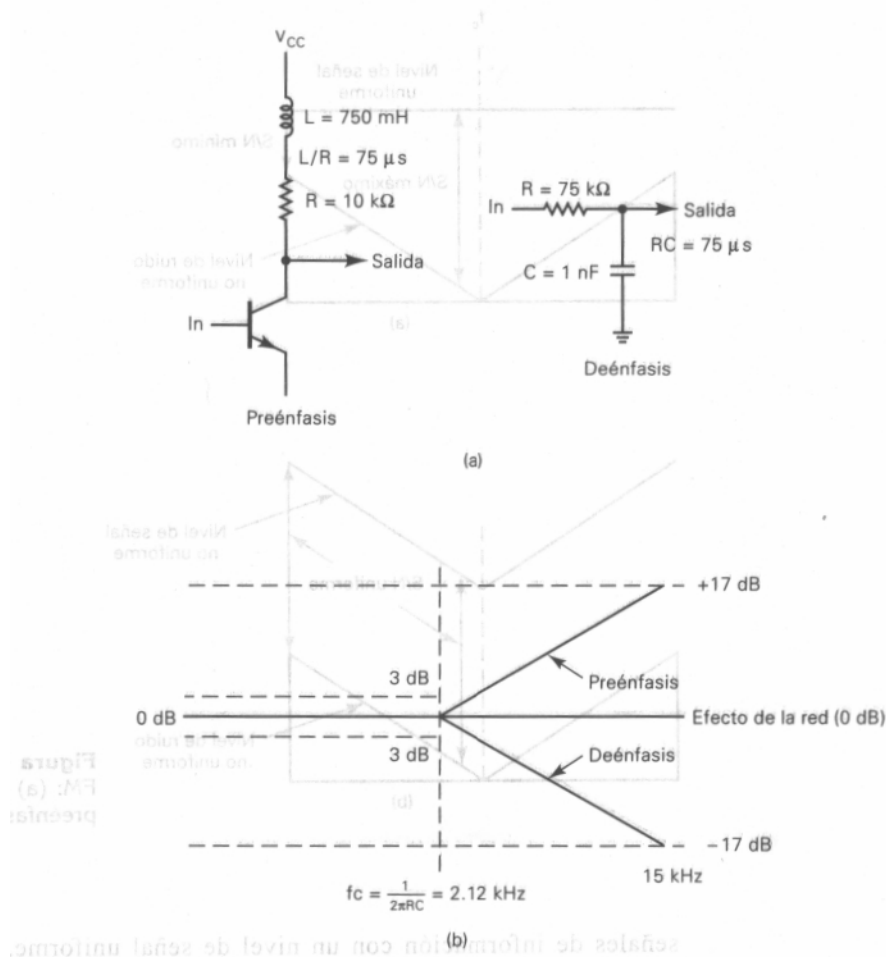 V_CC
L = 750 mH
L/R = 75 μs
R = 10 kΩ
Salida
In
Preénfasis
R = 75 kΩ
In
Salida
RC = 75 μs
C = 1 nF
Deénfasis
(a)
+17 dB
3 dB
Preénfasis
0 dB
Efecto de la red (0 dB)
3 dB
Deénfasis
-17 dB
15 kHz
fc = 1/2πRC = 2.12 kHz
(b)